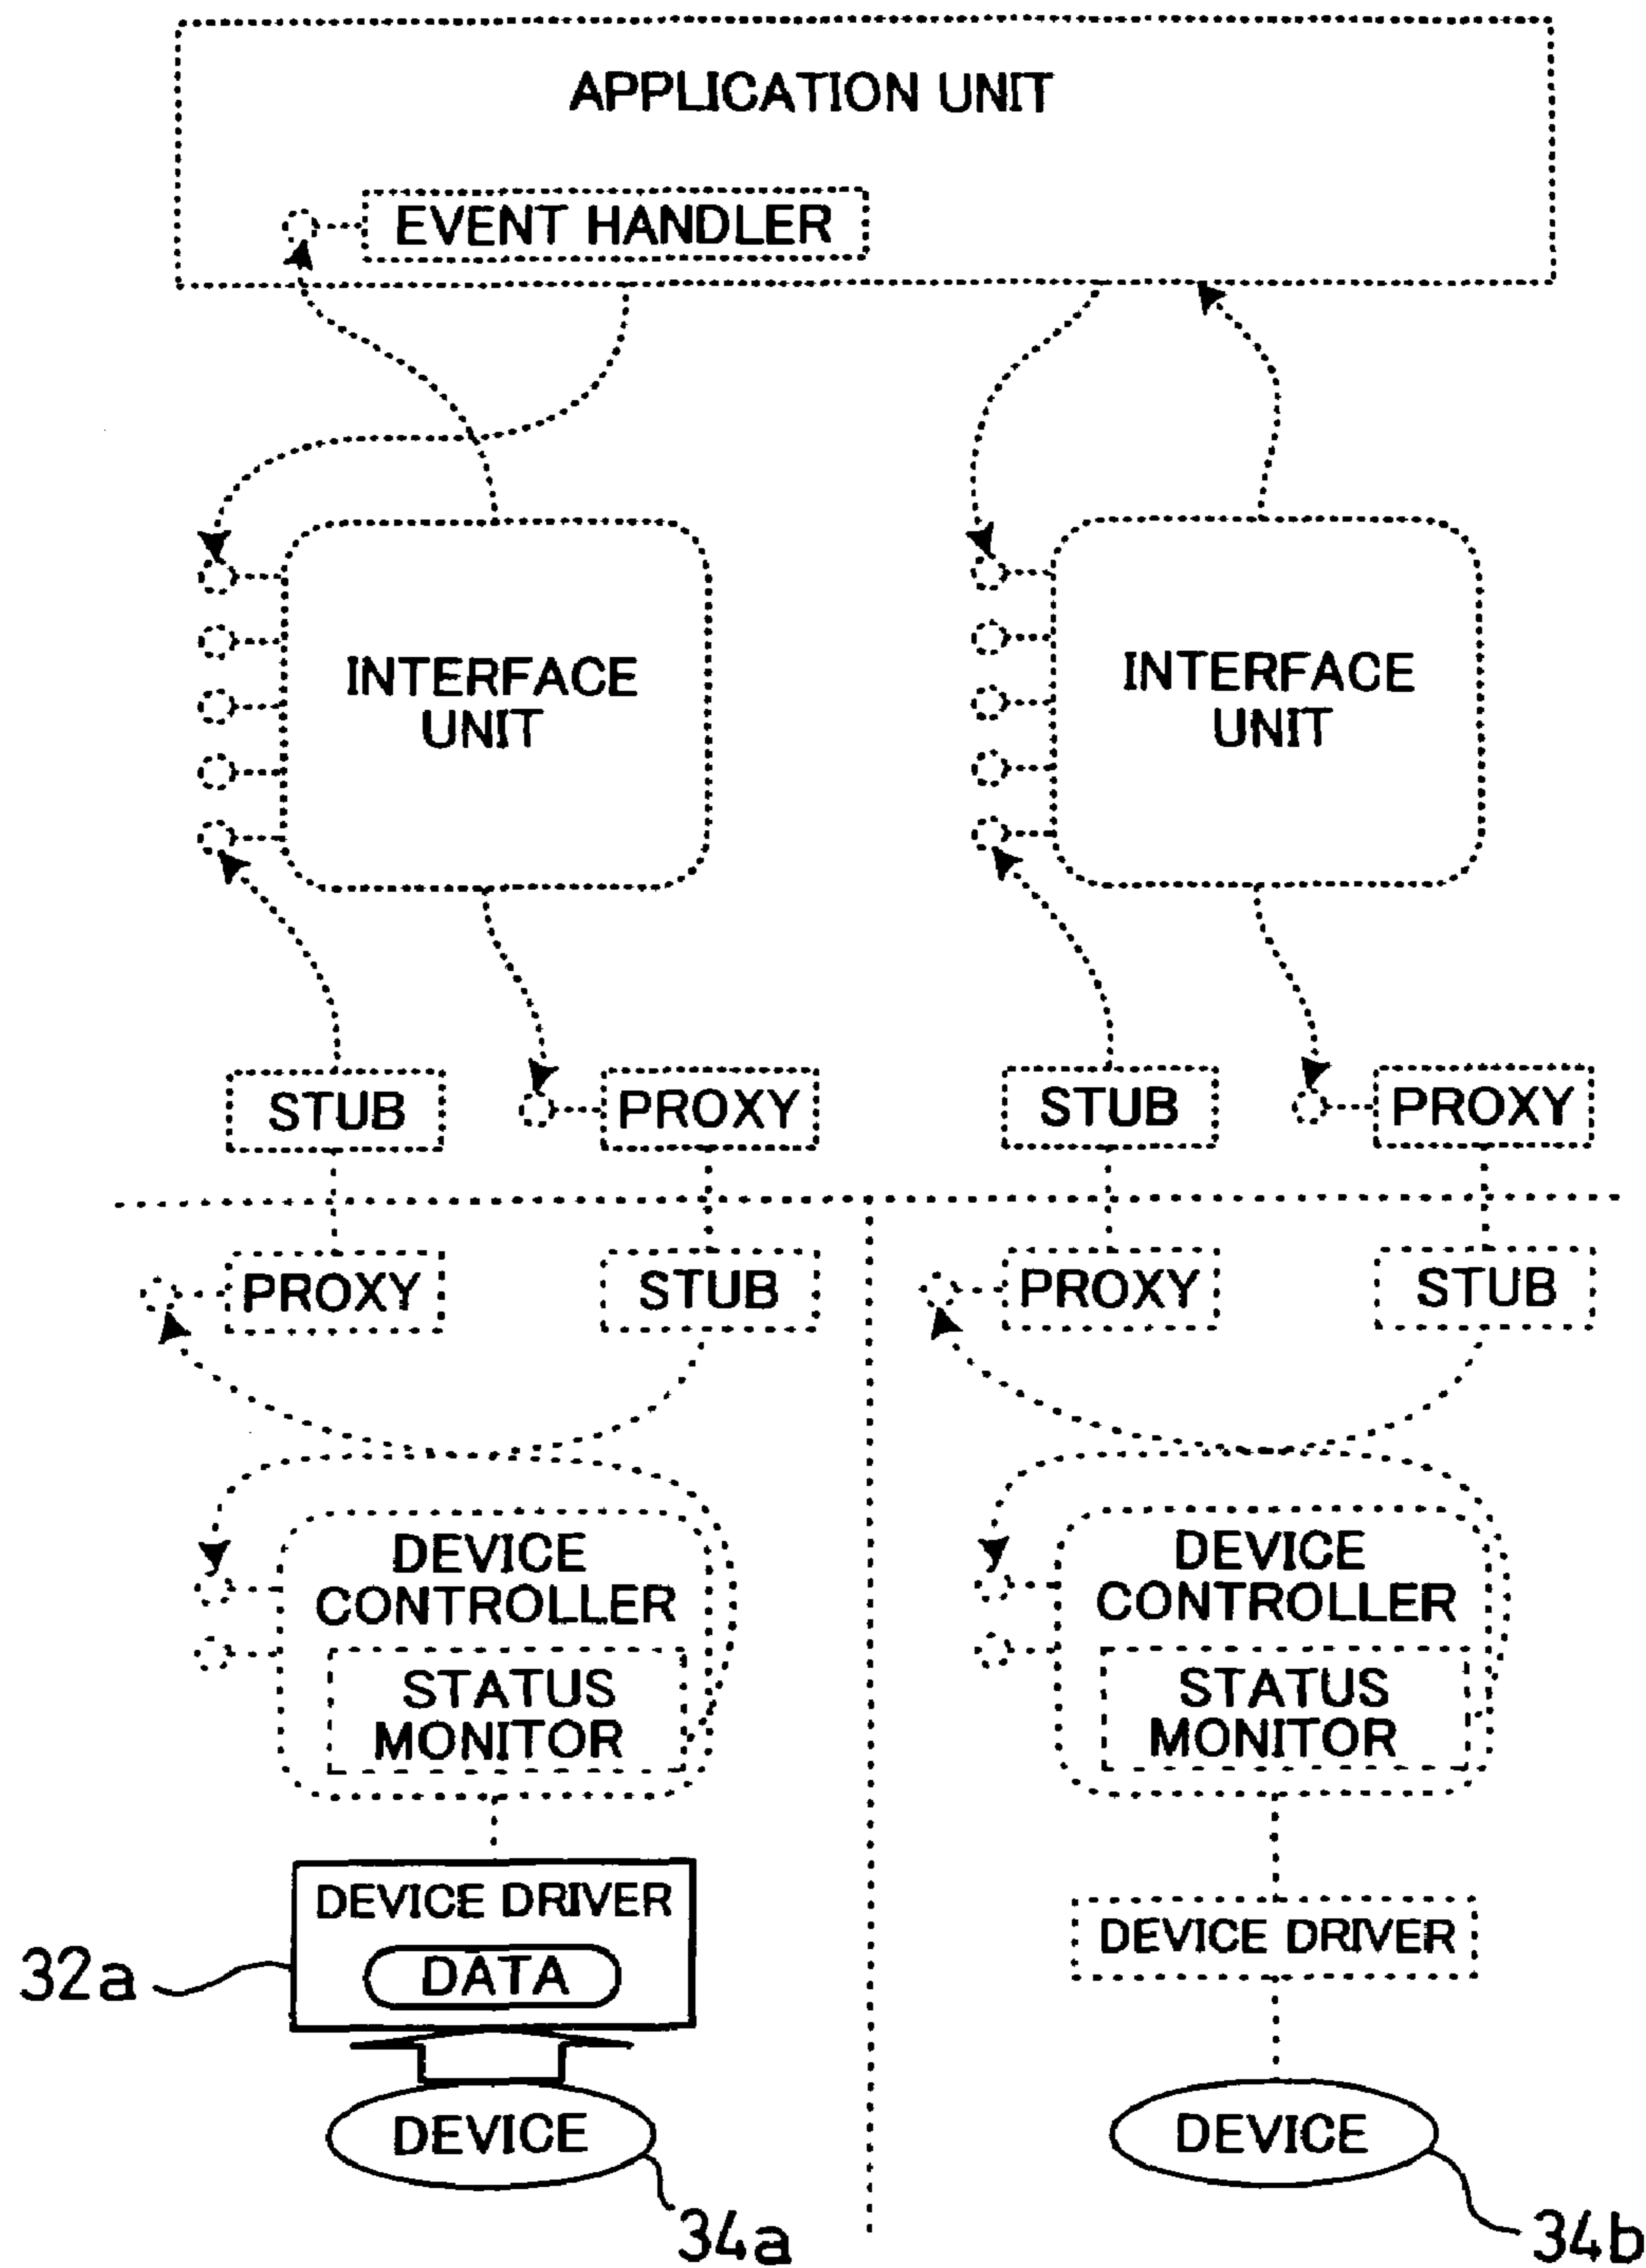 APPLICATION UNIT
EVENT HANDLER
INTERFACE
UNIT
INTERFACE
UNIT
STUB
PROXY
STUB
PROXY
PROXY
STUB
PROXY
STUB
DEVICE
CONTROLLER
STATUS
MONITOR
DEVICE
CONTROLLER
STATUS
MONITOR
DEVICE DRIVER
DATA
32a
DEVICE DRIVER
DEVICE
34a
DEVICE
34b